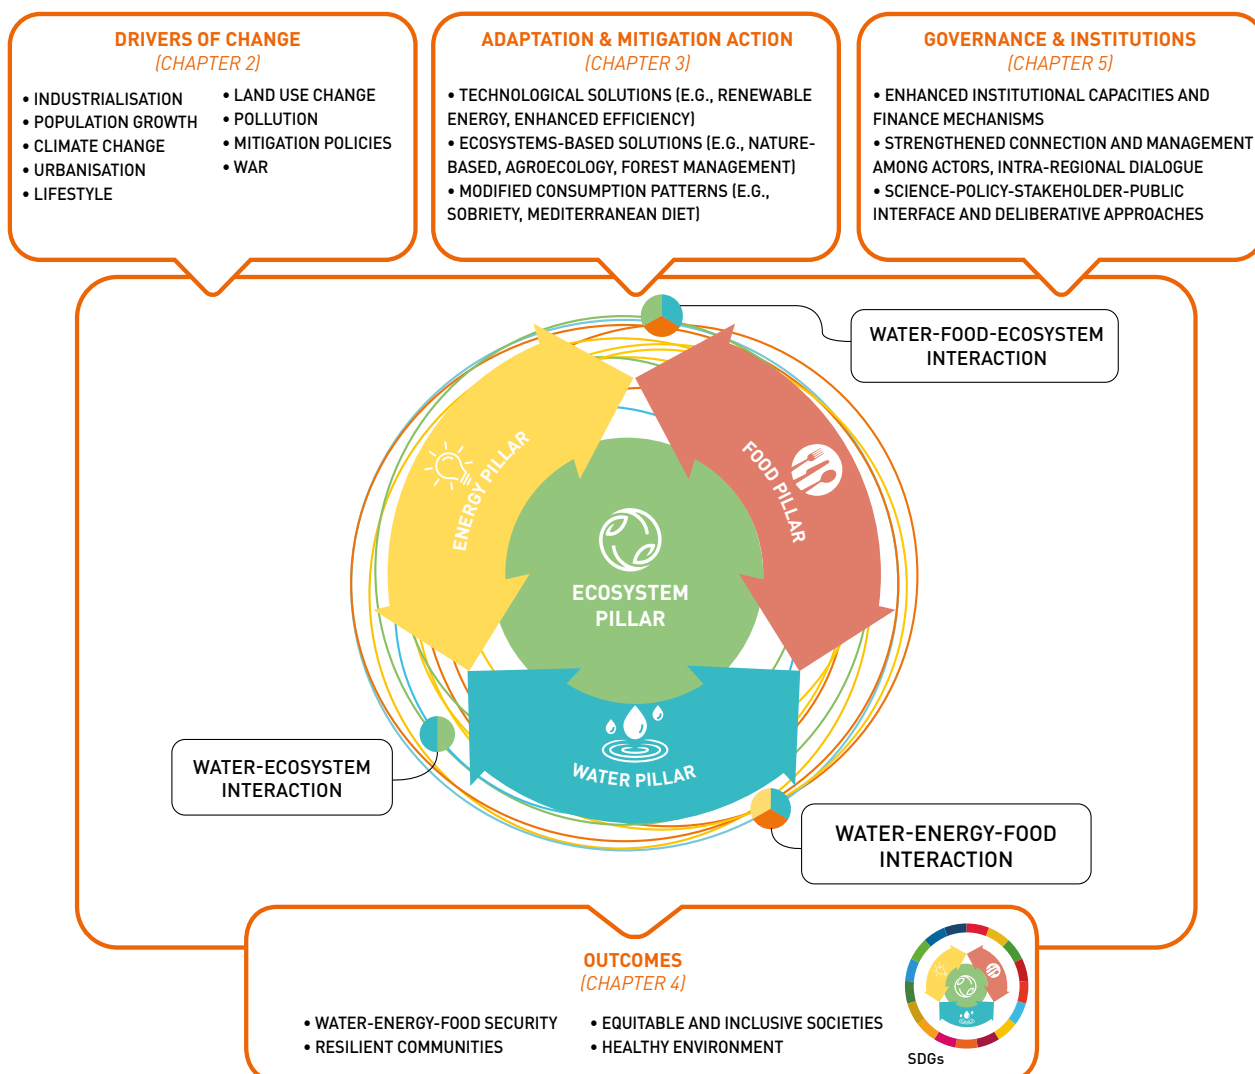 DRIVERS OF CHANGE
(CHAPTER 2)
• INDUSTRIALISATION
• POPULATION GROWTH
• CLIMATE CHANGE
• URBANISATION
• LIFESTYLE
• LAND USE CHANGE
• POLLUTION
• MITIGATION POLICIES
• WAR
ADAPTATION & MITIGATION ACTION
(CHAPTER 3)
• TECHNOLOGICAL SOLUTIONS (E.G., RENEWABLE
ENERGY, ENHANCED EFFICIENCY)
• ECOSYSTEMS-BASED SOLUTIONS (E.G., NATURE-
BASED, AGROECOLOGY, FOREST MANAGEMENT)
• MODIFIED CONSUMPTION PATTERNS (E.G.,
SOBRIETY, MEDITERRANEAN DIET)
GOVERNANCE & INSTITUTIONS
(CHAPTER 5)
• ENHANCED INSTITUTIONAL CAPACITIES AND
FINANCE MECHANISMS
• STRENGTHENED CONNECTION AND MANAGEMENT
AMONG ACTORS, INTRA-REGIONAL DIALOGUE
• SCIENCE-POLICY-STAKEHOLDER-PUBLIC
INTERFACE AND DELIBERATIVE APPROACHES
WATER-FOOD-ECOSYSTEM
INTERACTION
ENERGY PILLAR
FOOD PILLAR
ECOSYSTEM
PILLAR
WATER PILLAR
WATER-ECOSYSTEM
INTERACTION
WATER-ENERGY-FOOD
INTERACTION
OUTCOMES
(CHAPTER 4)
• WATER-ENERGY-FOOD SECURITY
• RESILIENT COMMUNITIES
• EQUITABLE AND INCLUSIVE SOCIETIES
• HEALTHY ENVIRONMENT
SDGs